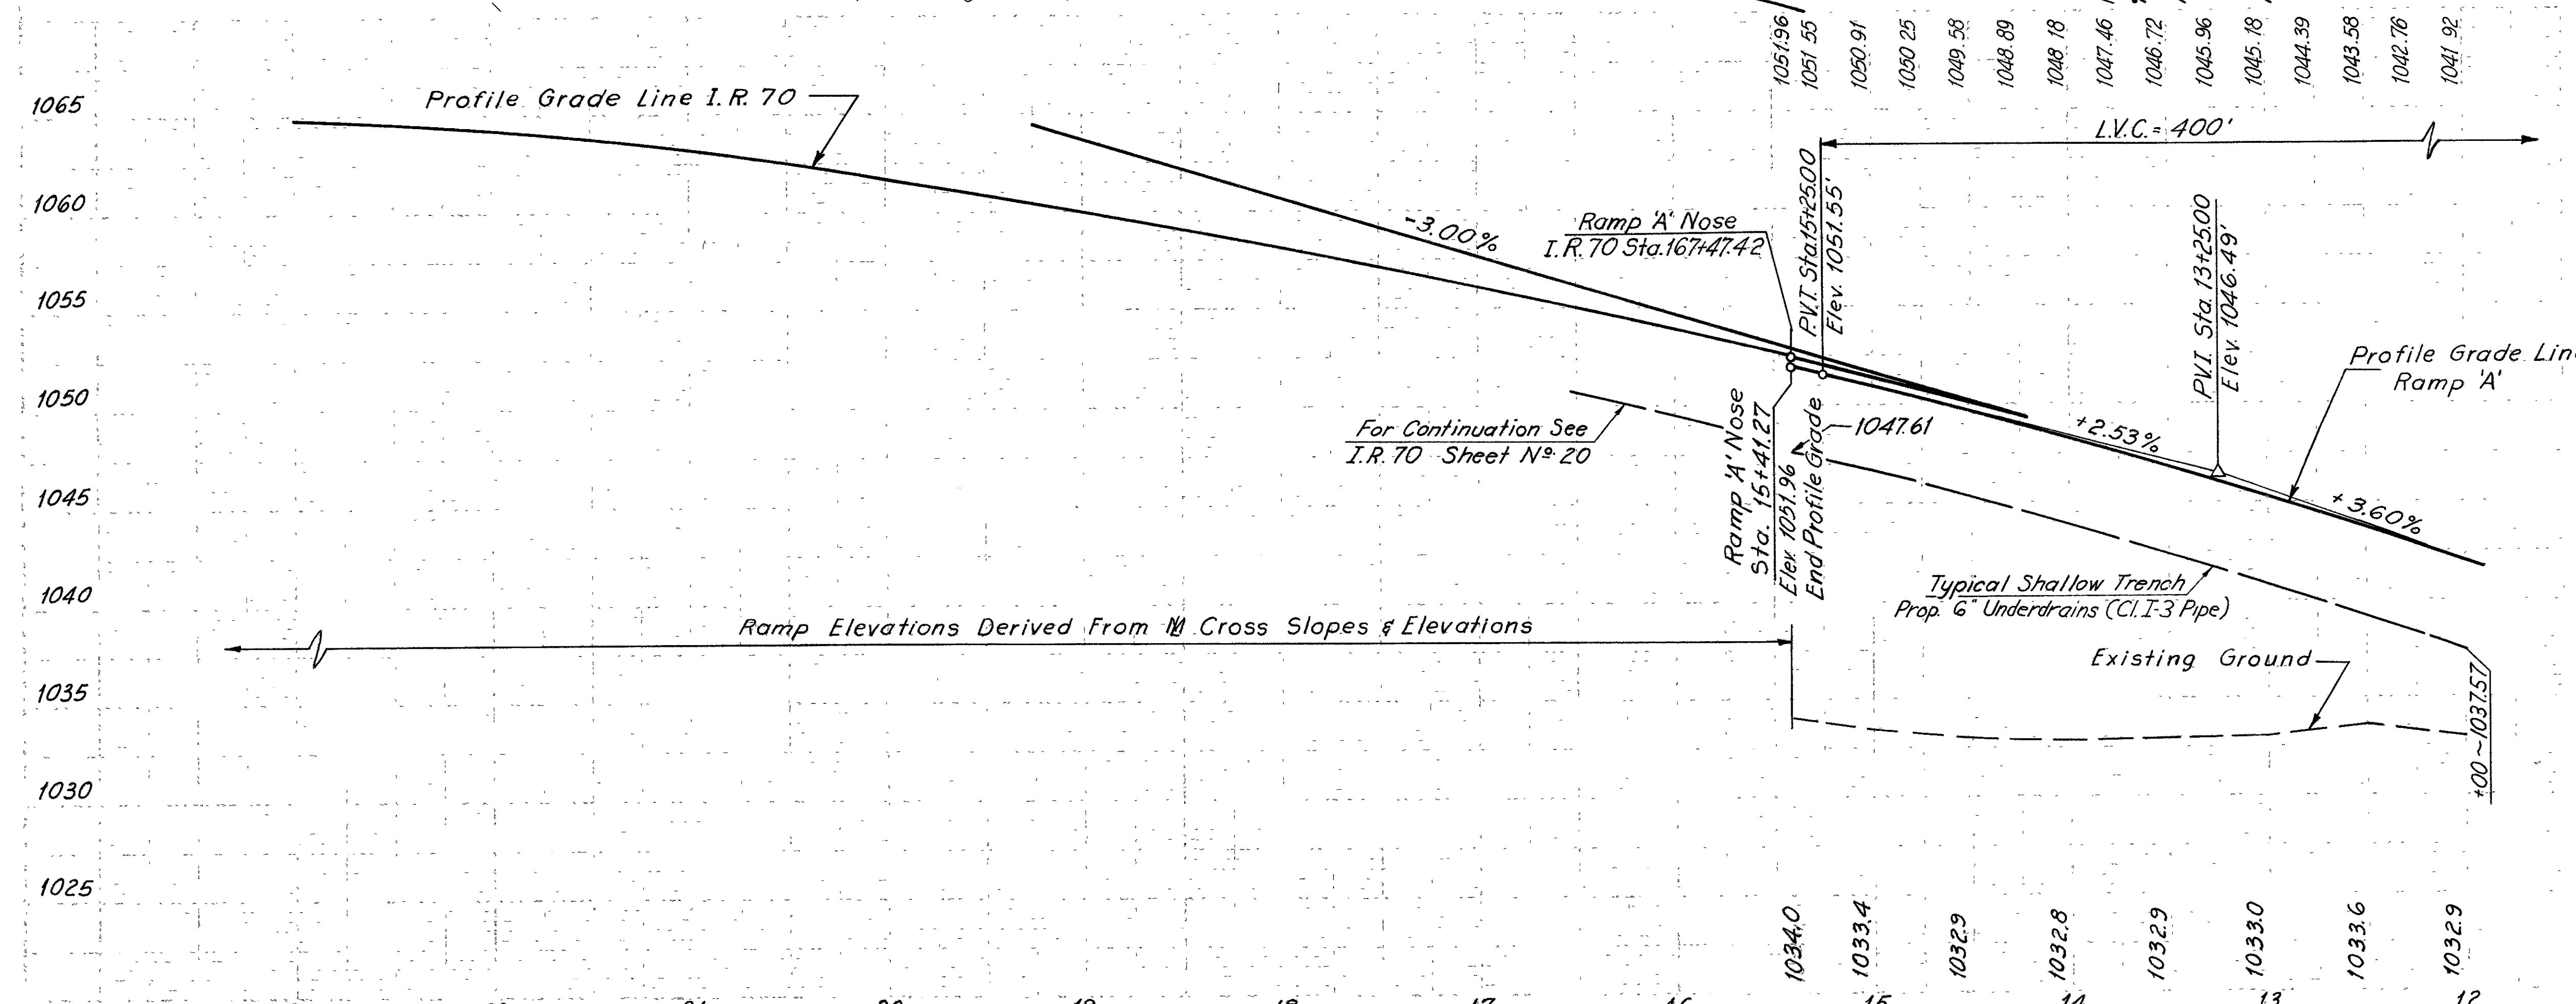 1051.96
1051 55
1050.91
1050 25
1049.58
1048.89
1048 18
1047.46
1046.72
1045.96
1045.18
1044.39
1043.58
1042.76
1041 92
1065
1060
1055
1050
1045
1040
1035
1030
1025
Profile Grade Line I.R. 70
L.V.C. = 400'
-3.00%
Ramp 'A' Nose
I.R. 70 Sta. 167+47.42
P.V.T. Sta 15+25.00
Elev. 1051.55'
P.V.I. Sta. 13+25.00
Elev. 1046.49'
Profile Grade Lin
Ramp 'A'
For Continuation See
I.R. 70 Sheet Nº 20
Ramp 'A' Nose
Sta. 15+41.27
Elev. 1051.96
End Profile Grade
1047.61
+2.53%
+3.60%
Typical Shallow Trench
Prop. 6" Underdrains (Cl. I-3 Pipe)
Ramp Elevations Derived From Cross Slopes & Elevations
Existing Ground
+00~1037.57
1034.0
1033.4
1032.9
1032.8
1032.9
1033.0
1033.6
1032.9
20 19 18 17 16 15 14 13 12